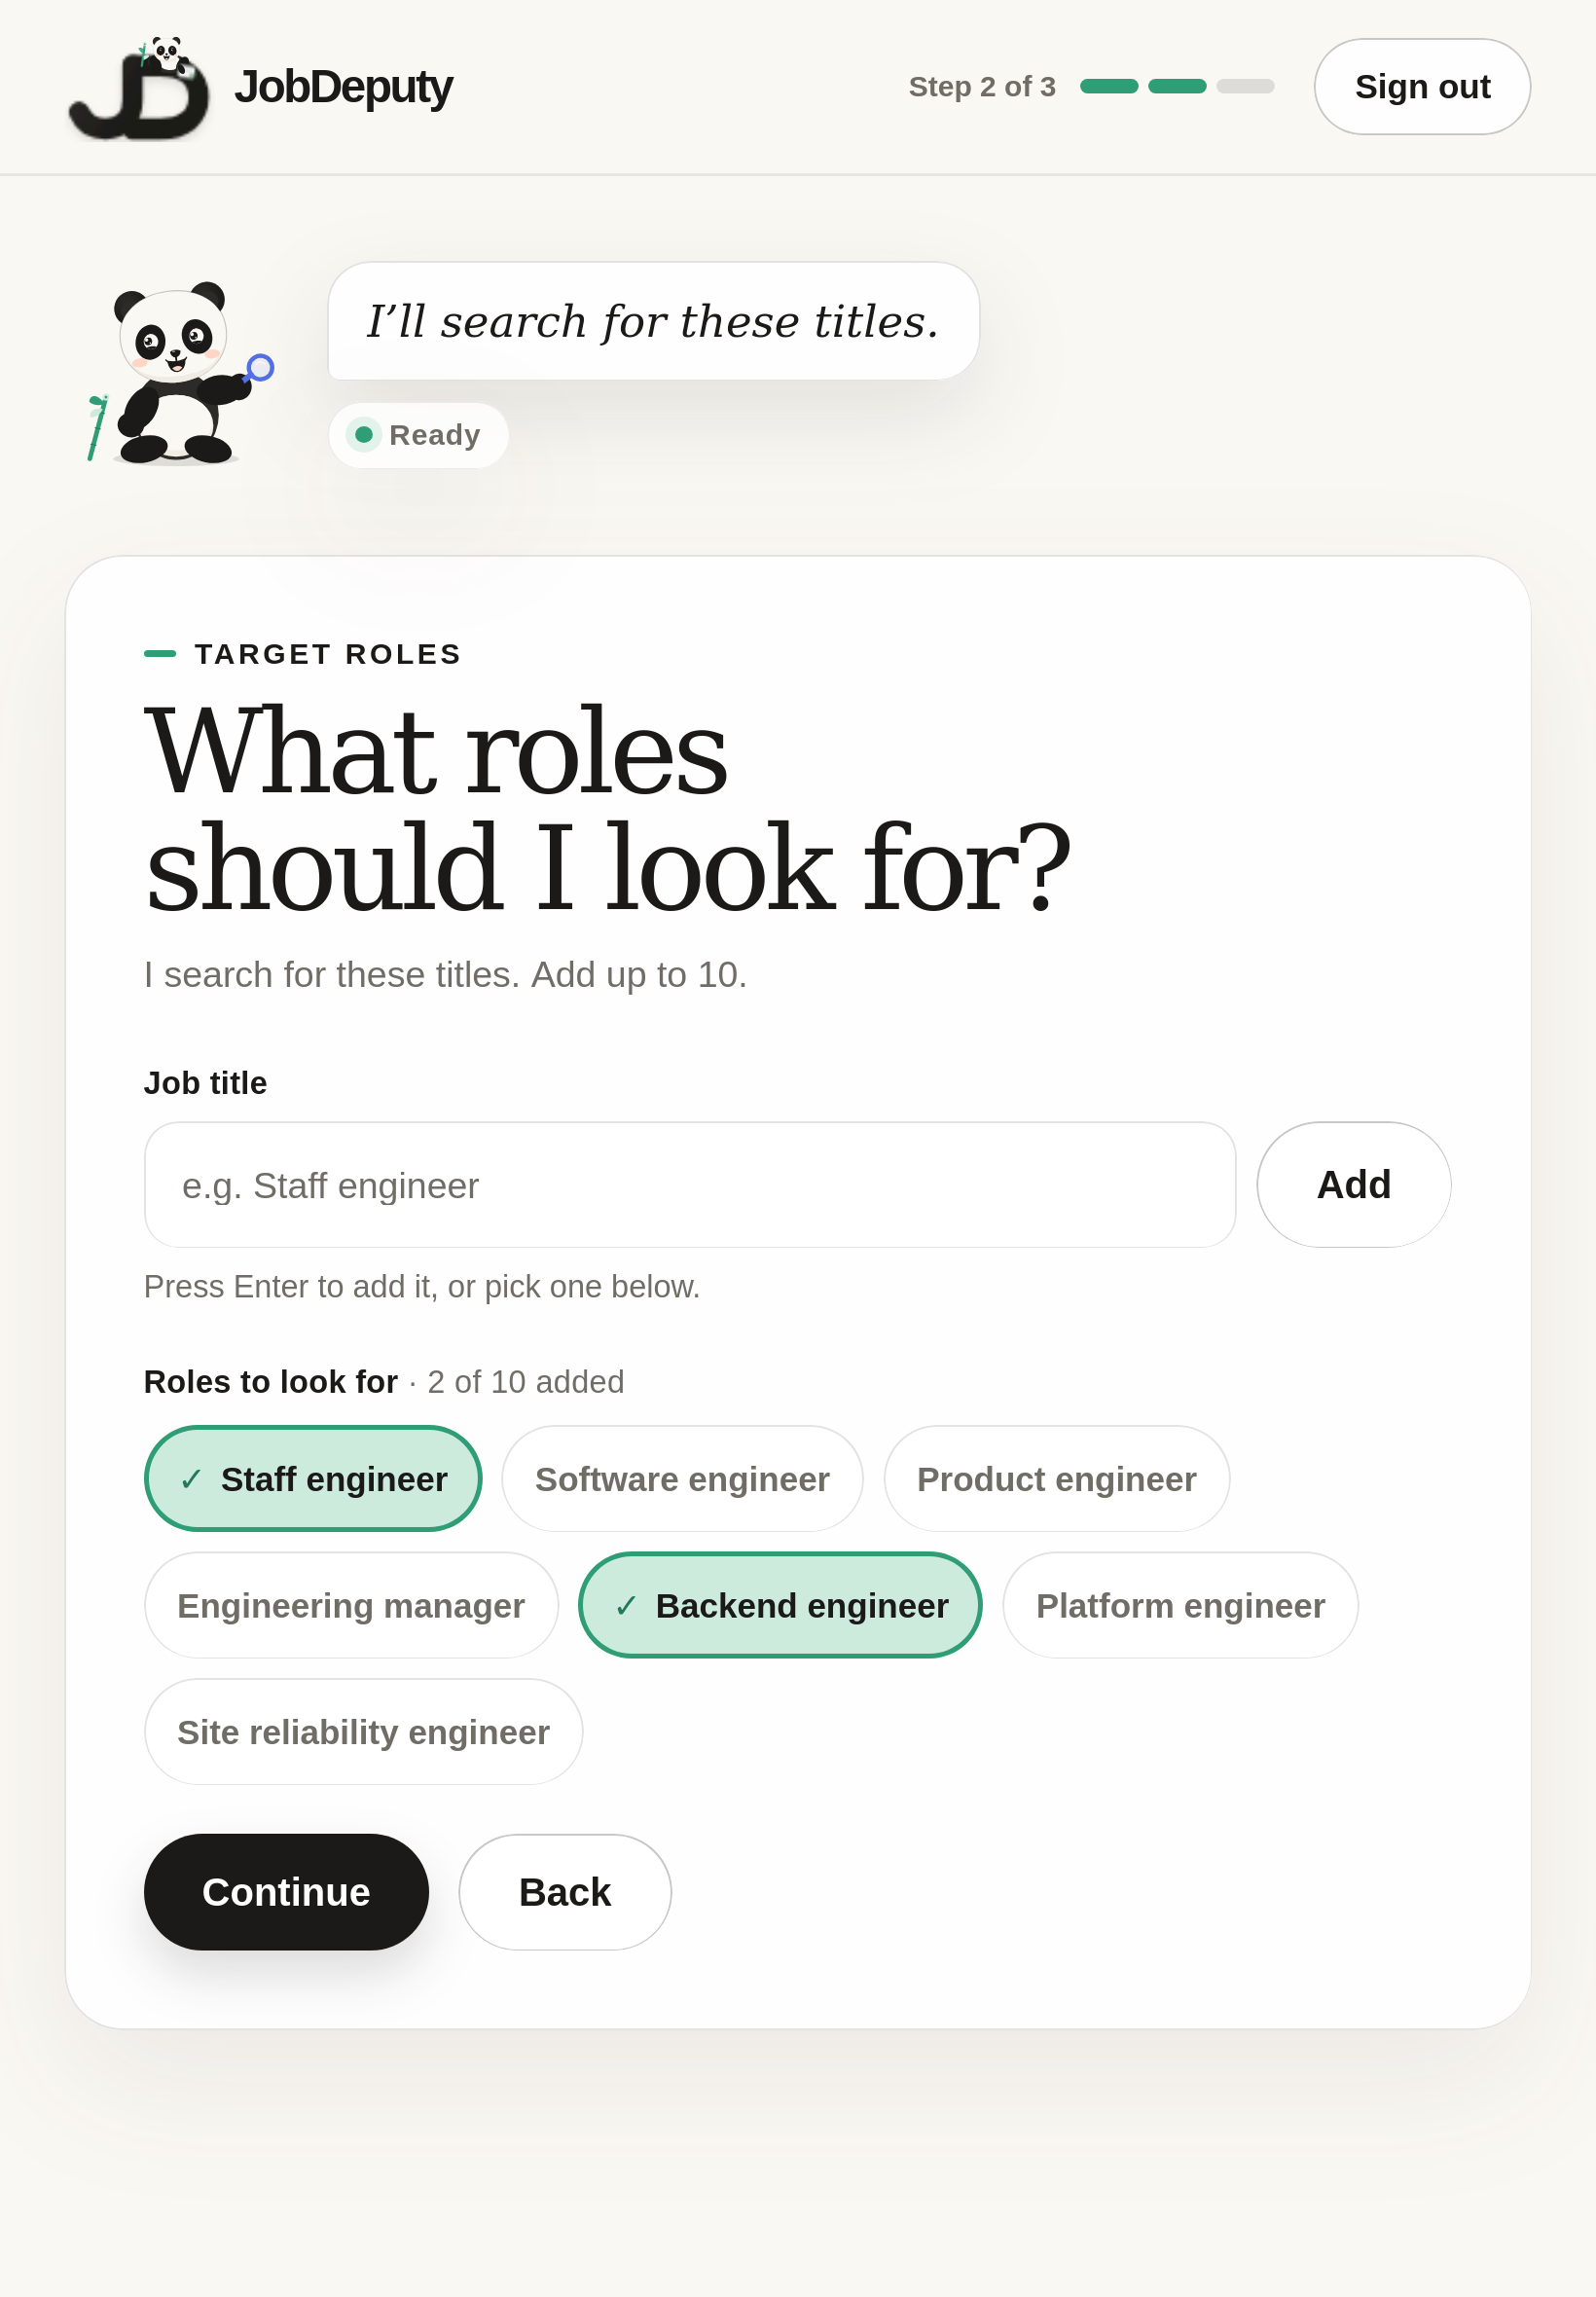 JD JobDeputy
Step 2 of 3
Sign out
I’ll search for these titles.
Ready
TARGET ROLES
What roles
should I look for?
I search for these titles. Add up to 10.
Job title
e.g. Staff engineer
Add
Press Enter to add it, or pick one below.
Roles to look for · 2 of 10 added
✓ Staff engineer
Software engineer
Product engineer
Engineering manager
✓ Backend engineer
Platform engineer
Site reliability engineer
Continue
Back